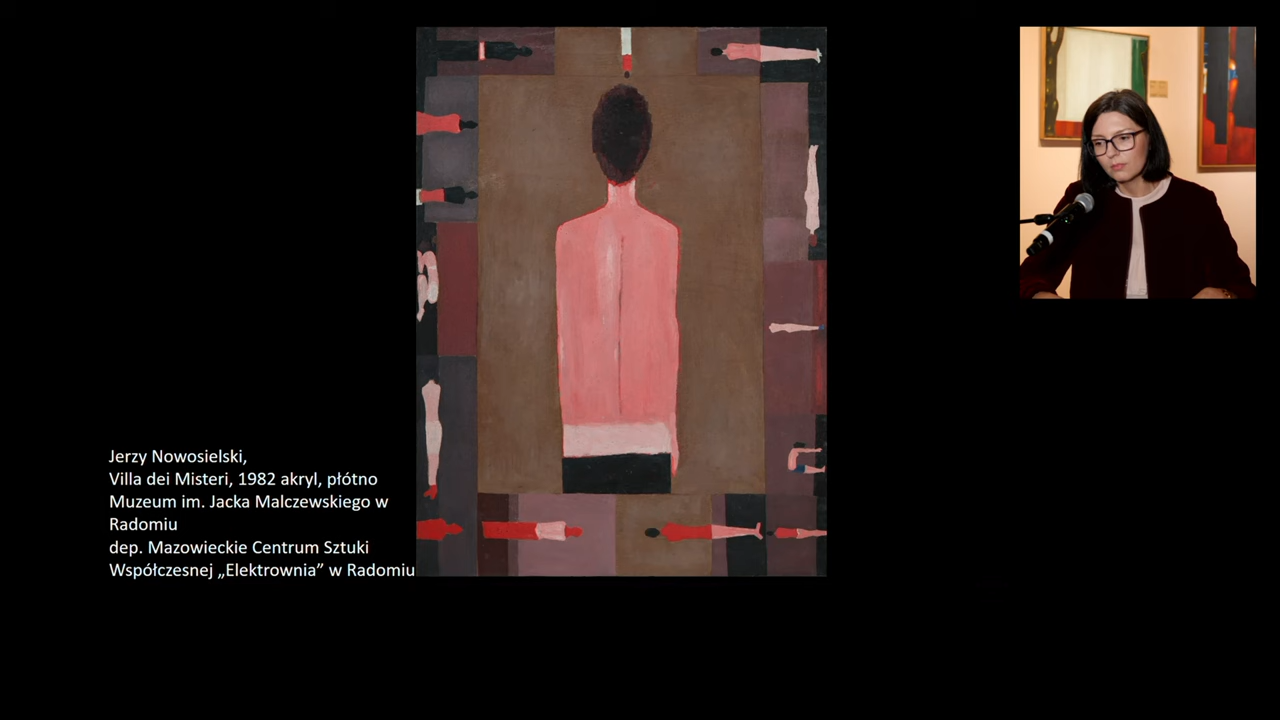 Jerzy Nowosielski,
Villa dei Misteri, 1982 akryl, płótno
Muzeum im. Jacka Malczewskiego w
Radomiu
dep. Mazowieckie Centrum Sztuki
Współczesnej „Elektrownia” w Radomiu